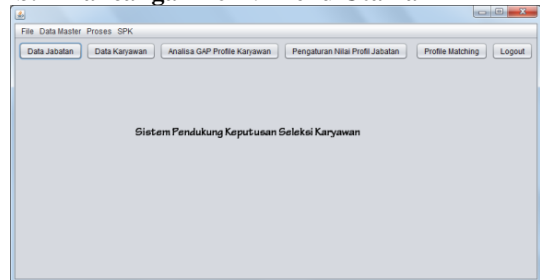 File Data Master Proses SPK
Data Jabatan Data Karyawan Analisa GAP Profile Karyawan Pengaturan Nilai Profil Jabatan Profile Matching Logout
Sistem Pendukung Keputusan Seleksi Karyawan